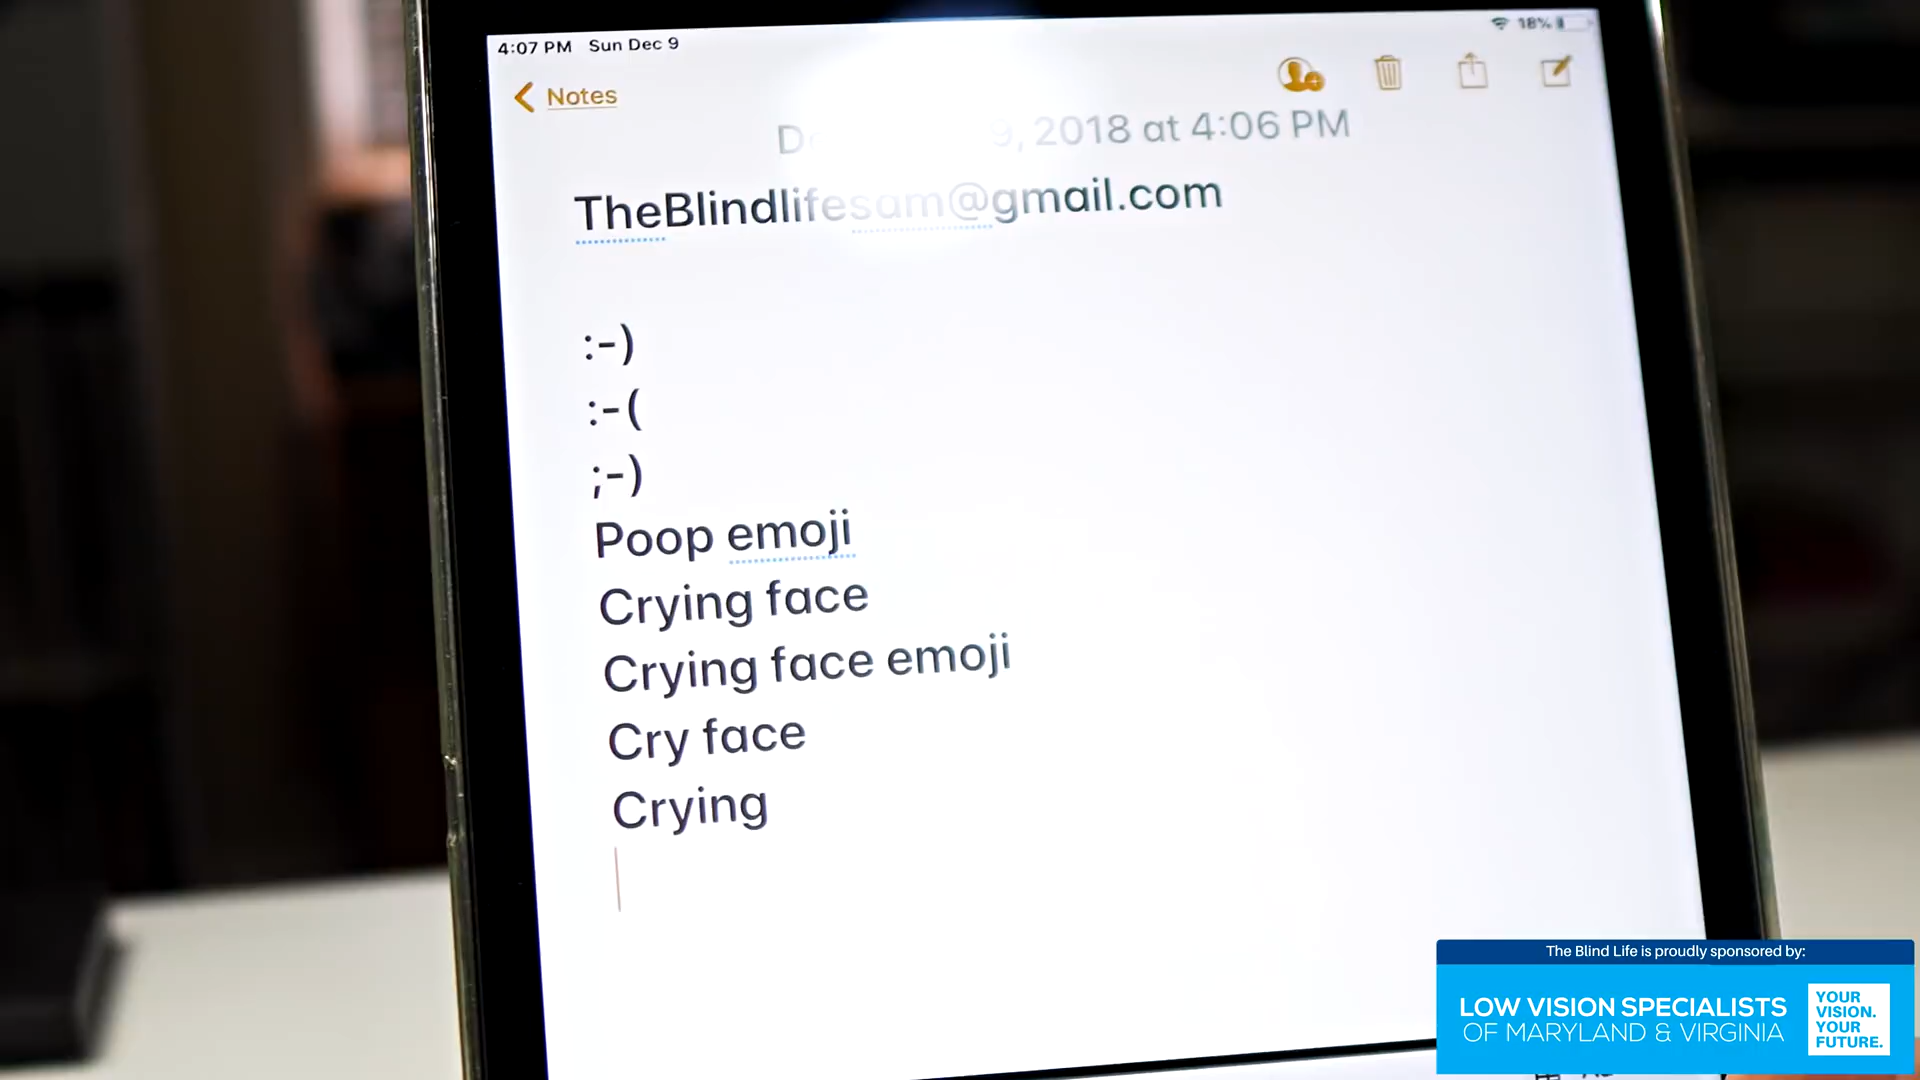 4:07 PM Sun Dec 9
18%
Notes
9, 2018 at 4:06 PM
TheBlindlifesam@gmail.com
:-)
:-(
;-)
Poop emoji
Crying face
Crying face emoji
Cry face
Crying
The Blind Life is proudly sponsored by:
LOW VISION SPECIALISTS
OF MARYLAND & VIRGINIA
YOUR
VISION.
YOUR
FUTURE.